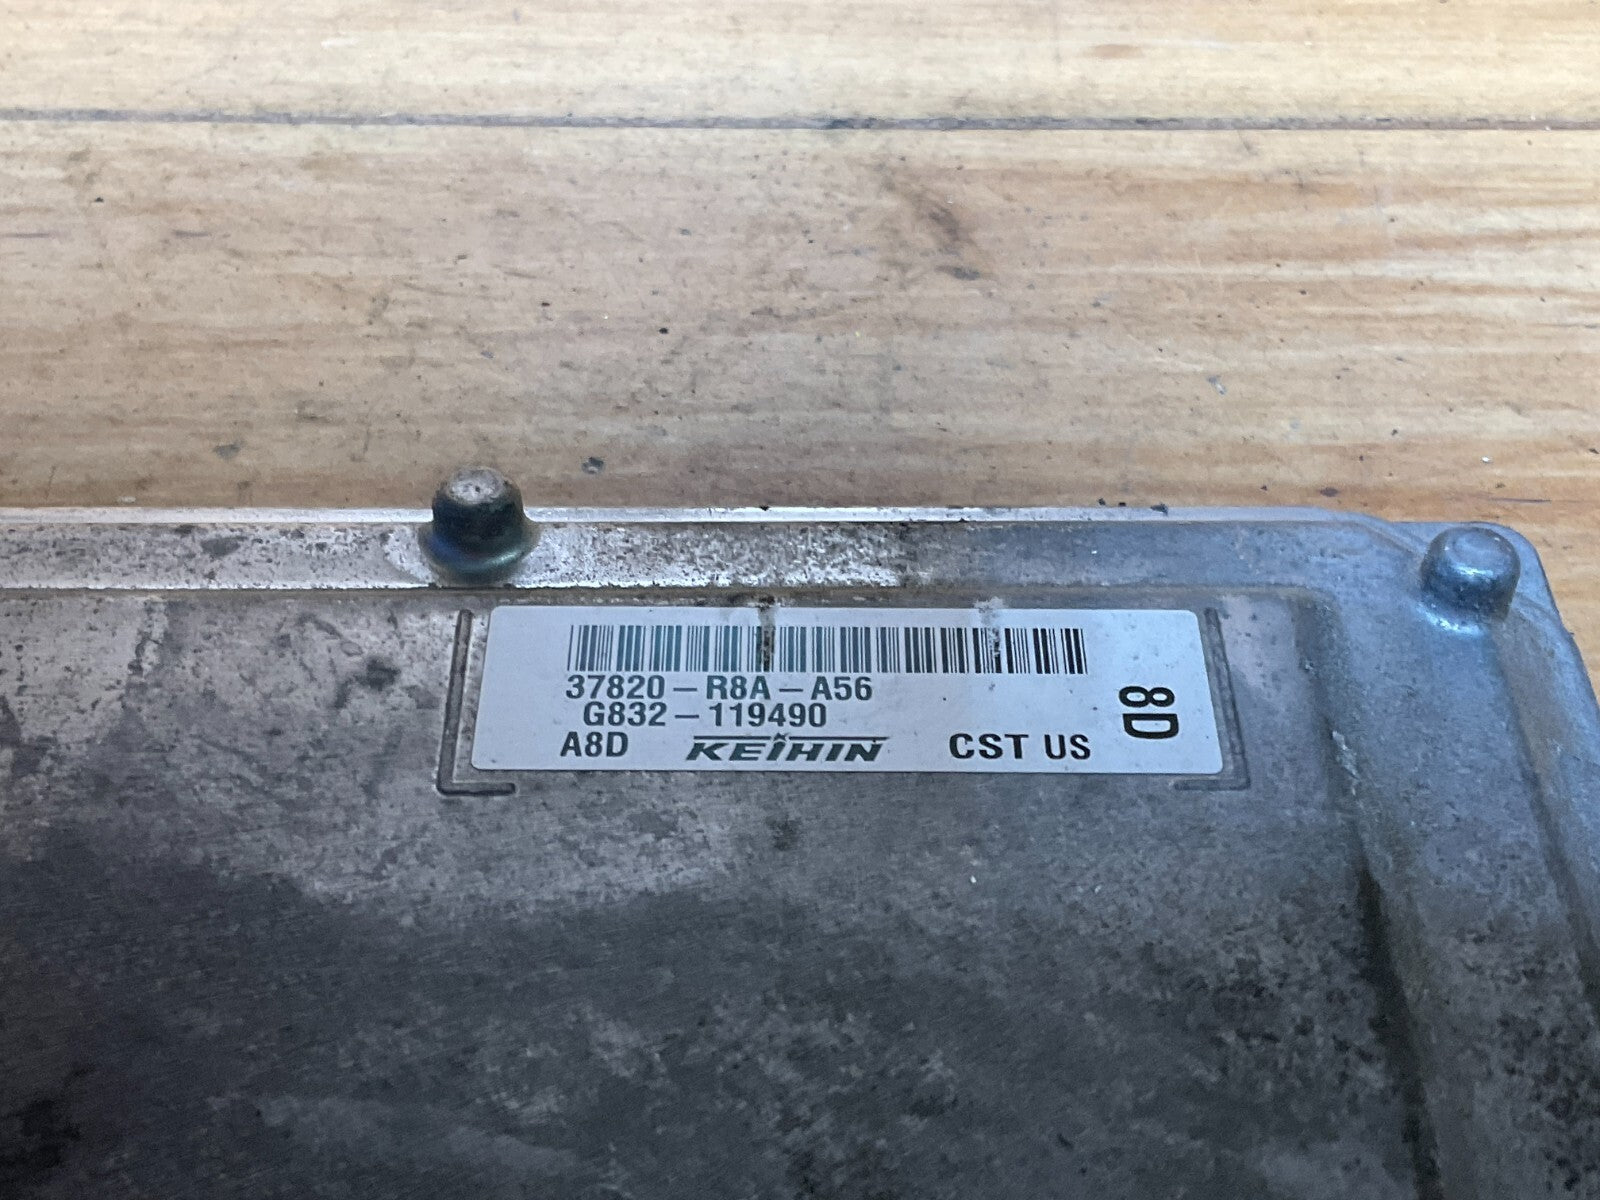 37820-R8A-A56
G832-119490
A8D KEIHIN CST US
8D